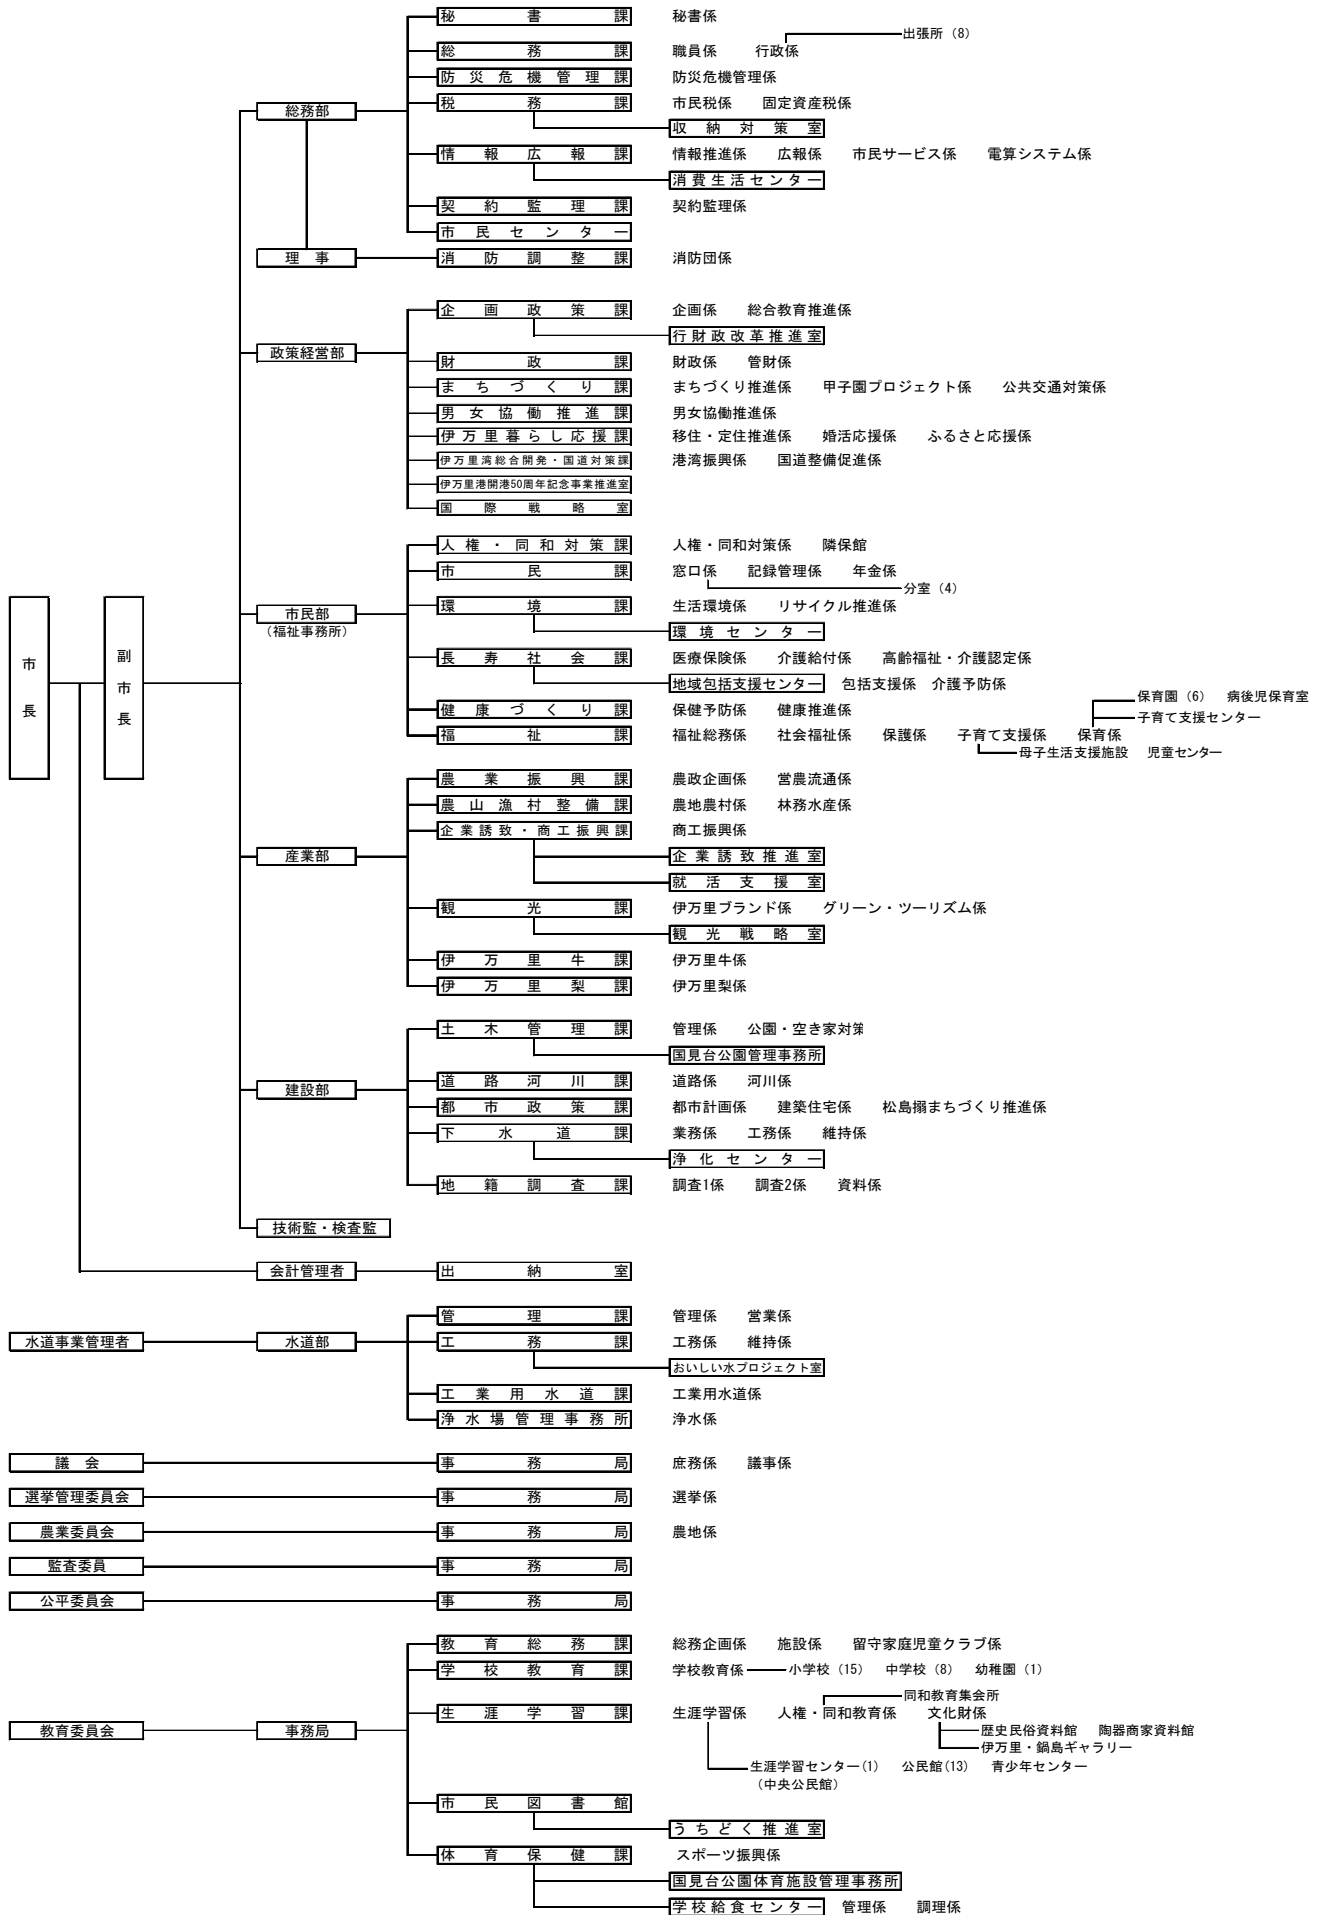 秘書課 秘書係
出張所（8）
総務課 職員係 行政係
防災危機管理課 防災危機管理係
税務課 市民税係 固定資産税係
総務部
収納対策室
情報広報課 情報推進係 広報係 市民サービス係 電算システム係
消費生活センター
契約監理課 契約監理係
市民センター
理事 消防調整課 消防団係
企画政策課 企画係 総合教育推進係
行財政改革推進室
政策経営部
財政課 財政係 管財係
まちづくり課 まちづくり推進係 甲子園プロジェクト係 公共交通対策係
男女協働推進課 男女協働推進係
伊万里暮らし応援課 移住・定住推進係 婚活応援係 ふるさと応援係
伊万里湾総合開発・国道対策課 港湾振興係 国道整備促進係
伊万里港開港50周年記念事業推進室
国際戦略室
人権・同和対策課 人権・同和対策係 隣保館
市民課 窓口係 記録管理係 年金係
分室（4）
環境課 生活環境係 リサイクル推進係
市民部
（福祉事務所）
環境センター
市長
副市長
長寿社会課 医療保険係 介護給付係 高齢福祉・介護認定係
地域包括支援センター 包括支援係 介護予防係
保育園（6） 病後児保育室
健康づくり課 保健予防係 健康推進係
子育て支援センター
福祉課 福祉総務係 社会福祉係 保護係 子育て支援係 保育係
母子生活支援施設 児童センター
農業振興課 農政企画係 営農流通係
農山漁村整備課 農地農村係 林務水産係
企業誘致・商工振興課 商工振興係
産業部 企業誘致推進室
就活支援室
観光課 伊万里ブランド係 グリーン・ツーリズム係
観光戦略室
伊万里牛課 伊万里牛係
伊万里梨課 伊万里梨係
土木管理課 管理係 公園・空き家対策
国見台公園管理事務所
道路河川課 道路係 河川係
建設部
都市政策課 都市計画係 建築住宅係 松島搦まちづくり推進係
下水道課 業務係 工務係 維持係
浄化センター
地籍調査課 調査1係 調査2係 資料係
技術監・検査監
会計管理者 出納室
管理課 管理係 営業係
水道事業管理者 水道部 工務課 工務係 維持係
おいしい水プロジェクト室
工業用水道課 工業用水道係
浄水場管理事務所 浄水係
議会 事務局 庶務係 議事係
選挙管理委員会 事務局 選挙係
農業委員会 事務局 農地係
監査委員 事務局
公平委員会 事務局
教育総務課 総務企画係 施設係 留守家庭児童クラブ係
学校教育課 学校教育係 小学校（15） 中学校（8） 幼稚園（1）
同和教育集会所
生涯学習課 生涯学習係 人権・同和教育係 文化財係
教育委員会 事務局 歴史民俗資料館 陶器商家資料館
伊万里・鍋島ギャラリー
生涯学習センター(1) 公民館(13) 青少年センター
（中央公民館）
市民図書館
うちどく推進室
体育保健課 スポーツ振興係
国見台公園体育施設管理事務所
学校給食センター 管理係 調理係